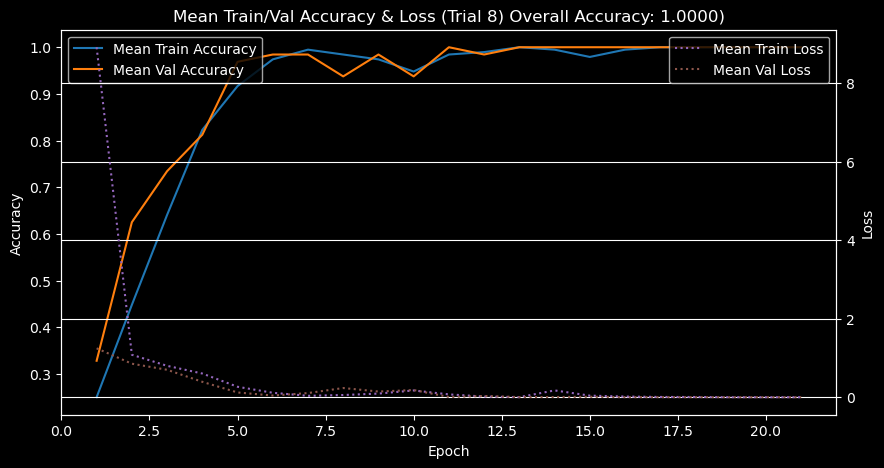 Mean Train/Val Accuracy & Loss (Trial 8) Overall Accuracy: 1.0000)
Mean Train Accuracy
Mean Val Accuracy
Mean Train Loss
Mean Val Loss
Accuracy
1.0
0.9
0.8
0.7
0.6
0.5
0.4
0.3
8
6
4
2
0
Loss
0.0 2.5 5.0 7.5 10.0 12.5 15.0 17.5 20.0
Epoch